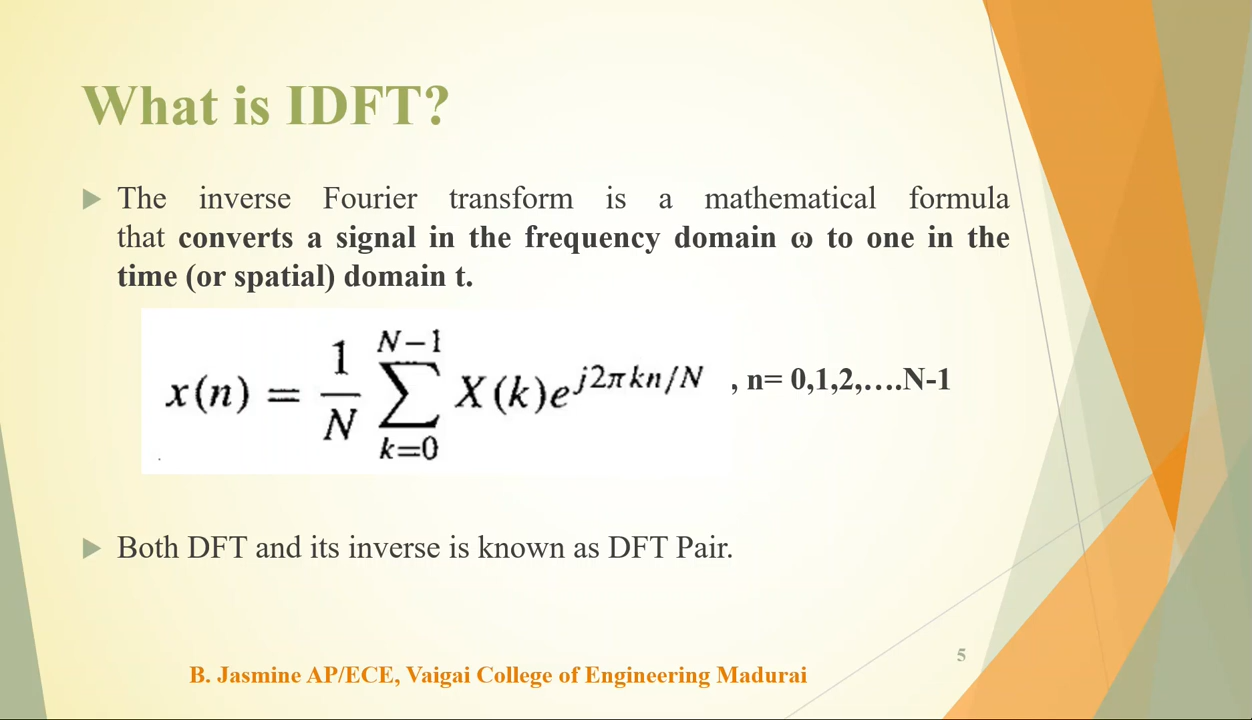 What is IDFT?
The inverse Fourier transform is a mathematical formula
that converts a signal in the frequency domain ω to one in the
time (or spatial) domain t.
x(n) = 1/N ∑_{k=0}^{N−1} X(k)e^{j2πkn/N} , n= 0,1,2,….N-1
Both DFT and its inverse is known as DFT Pair.
5
B. Jasmine AP/ECE, Vaigai College of Engineering Madurai